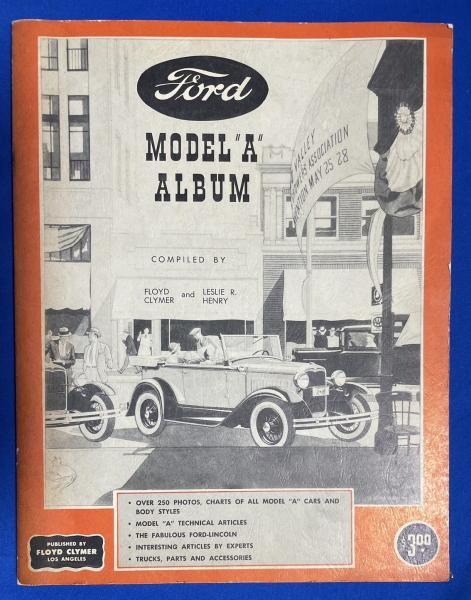 Ford
MODEL "A"
ALBUM
VALLEY
ASSOCIATION
MAY 25 28
COMPILED BY
FLOYD CLYMER and LESLIE R. HENRY
• OVER 250 PHOTOS, CHARTS OF ALL MODEL "A" CARS AND
BODY STYLES
• MODEL "A" TECHNICAL ARTICLES
• THE FABULOUS FORD-LINCOLN
• INTERESTING ARTICLES BY EXPERTS
• TRUCKS, PARTS AND ACCESSORIES
PUBLISHED BY
FLOYD CLYMER
LOS ANGELES
$3.00